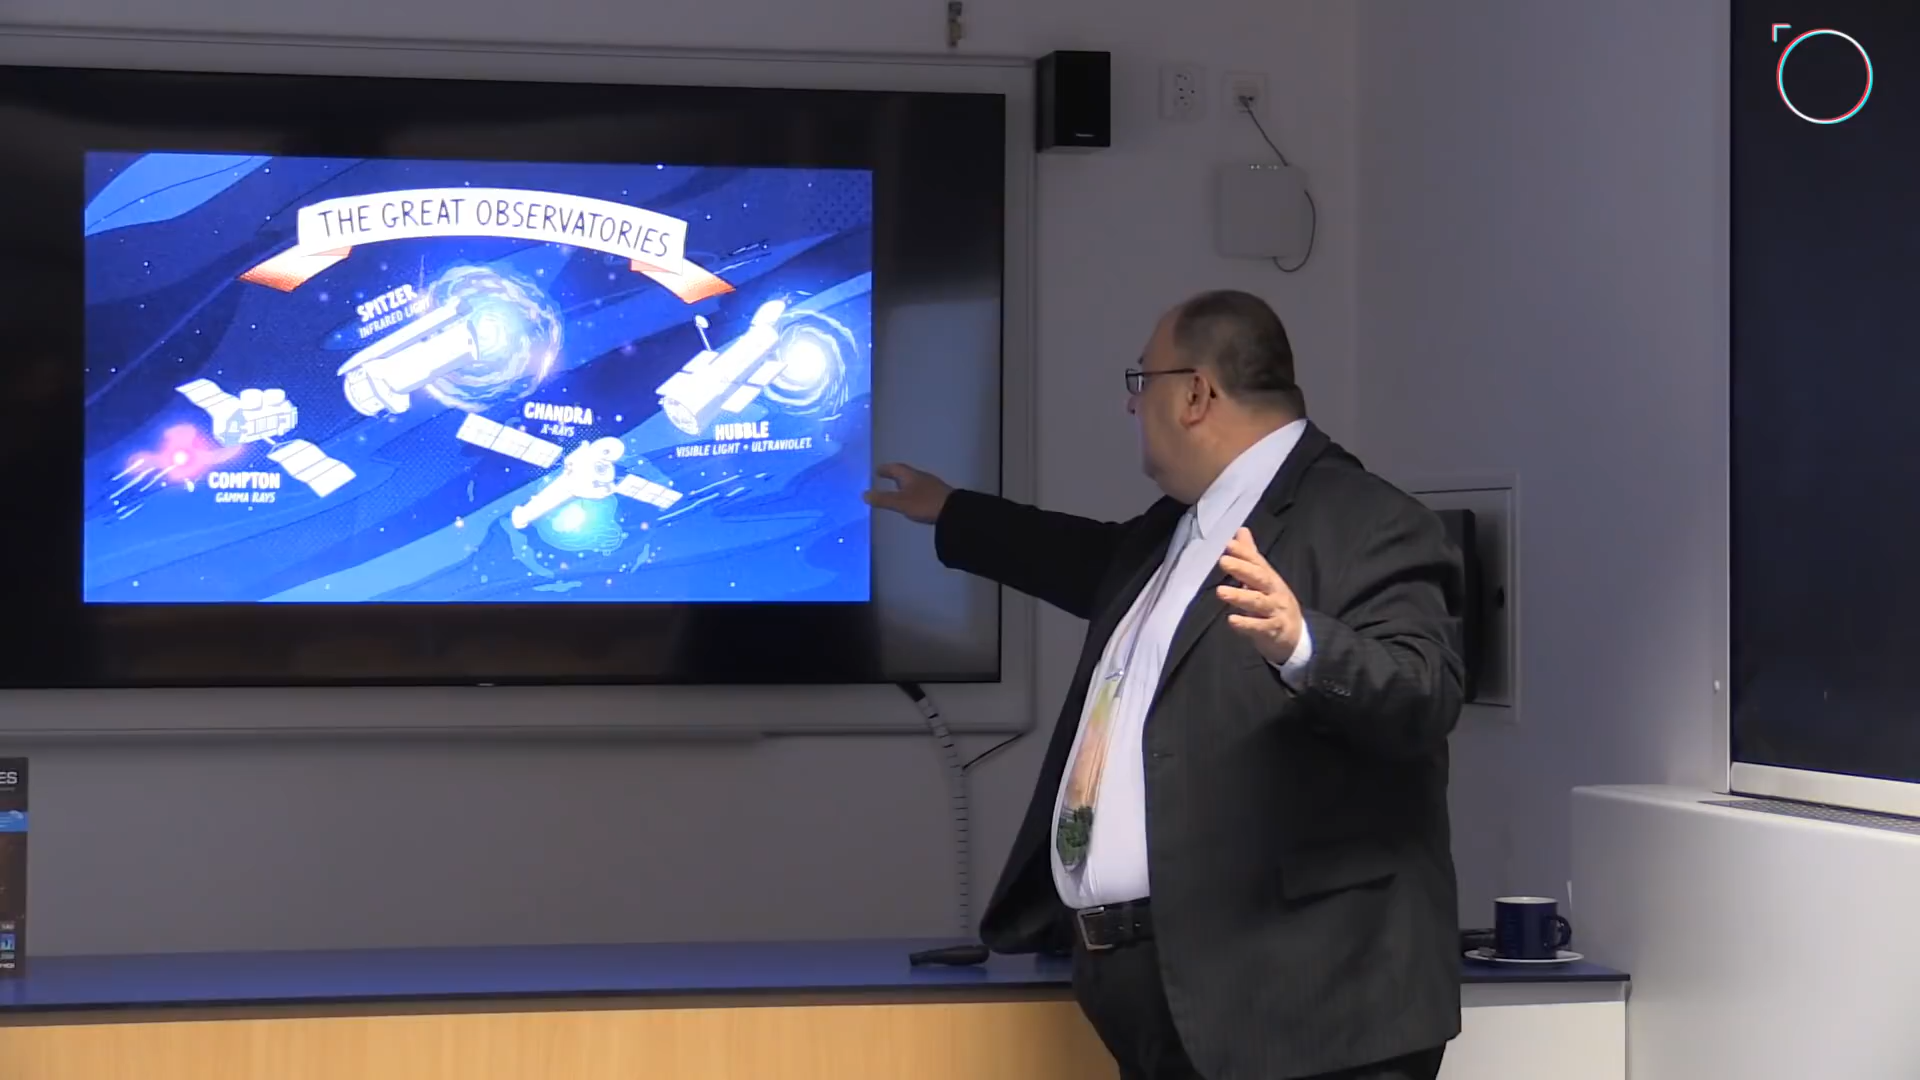 THE GREAT OBSERVATORIES
SPITZER
INFRARED LIGHT
CHANDRA
X-RAYS
HUBBLE
VISIBLE LIGHT + ULTRAVIOLET
COMPTON
GAMMA RAYS
ES